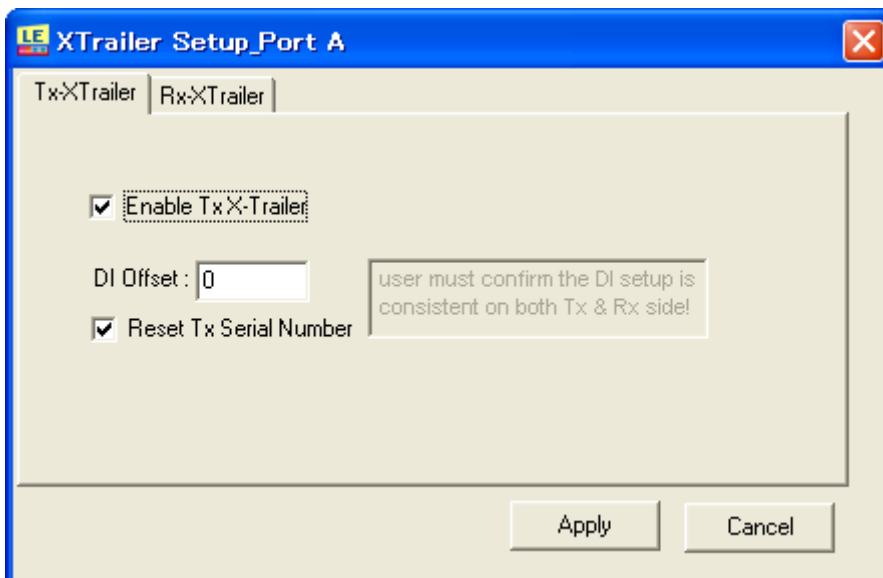 LE XTrailer Setup_Port A
Tx-XTrailer Rx-XTrailer
Enable Tx X-Trailer
DI Offset : 0
user must confirm the DI setup is
consistent on both Tx & Rx side!
Reset Tx Serial Number
Apply Cancel